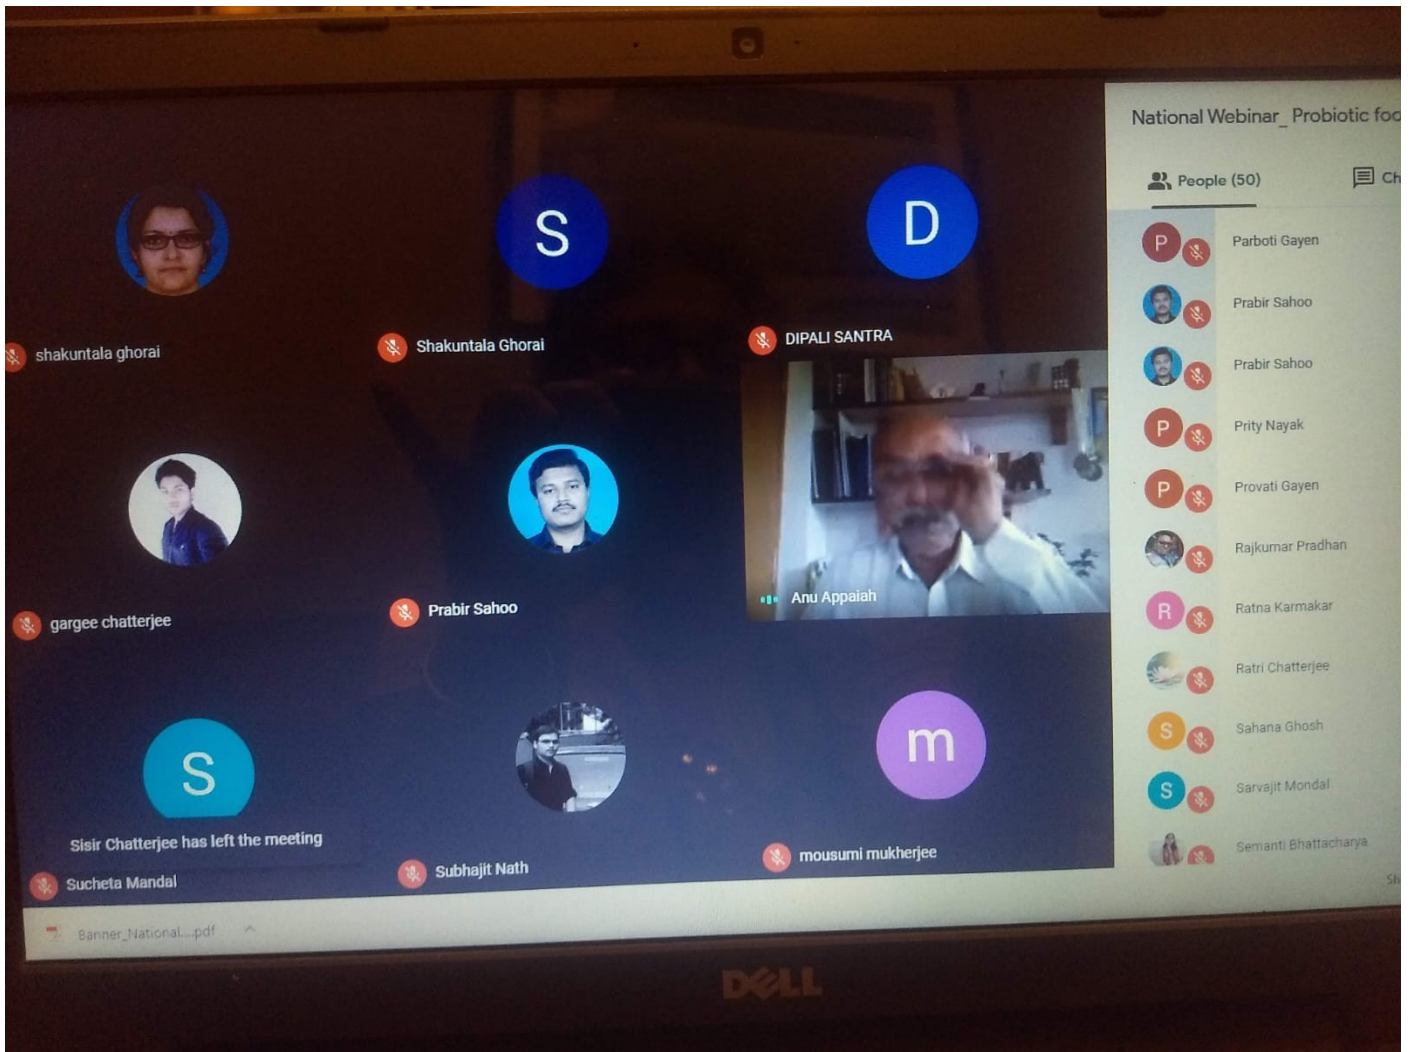 National Webinar_ Probiotic foo
People (50)
Ch
S
D
shakuntala ghorai
Shakuntala Ghorai
DIPALI SANTRA
gargee chatterjee
Prabir Sahoo
Anu Appaiah
S
m
Sisir Chatterjee has left the meeting
Sucheta Mandal
Subhajit Nath
mousumi mukherjee
P
Parboti Gayen
Prabir Sahoo
Prabir Sahoo
P
Prity Nayak
P
Provati Gayen
Rajkumar Pradhan
R
Ratna Karmakar
Ratri Chatterjee
S
Sahana Ghosh
S
Sarvajit Mondal
Semanti Bhattacharya
Sh
Banner_National....pdf
DELL